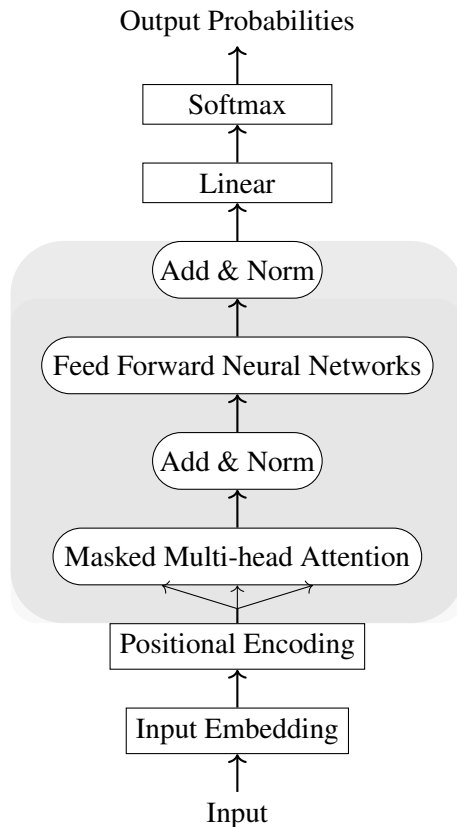 Output Probabilities
Softmax
Linear
Add & Norm
Feed Forward Neural Networks
Add & Norm
Masked Multi-head Attention
Positional Encoding
Input Embedding
Input